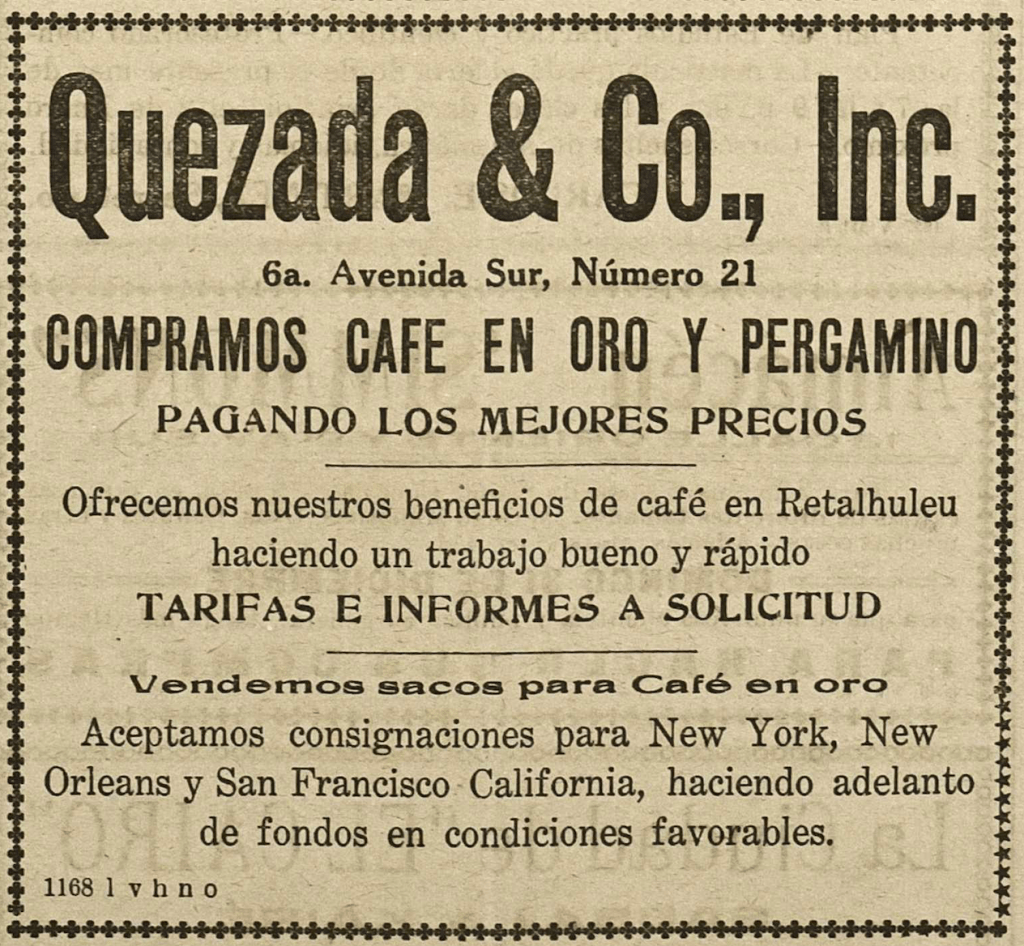 Quezada & Co., Inc.
6a. Avenida Sur, Número 21
COMPRAMOS CAFE EN ORO Y PERGAMINO
PAGANDO LOS MEJORES PRECIOS
Ofrecemos nuestros beneficios de café en Retalhuleu
haciendo un trabajo bueno y rápido
TARIFAS E INFORMES A SOLICITUD
Vendemos sacos para Café en oro
Aceptamos consignaciones para New York, New
Orleans y San Francisco California, haciendo adelanto
de fondos en condiciones favorables.
1168 l v h n o